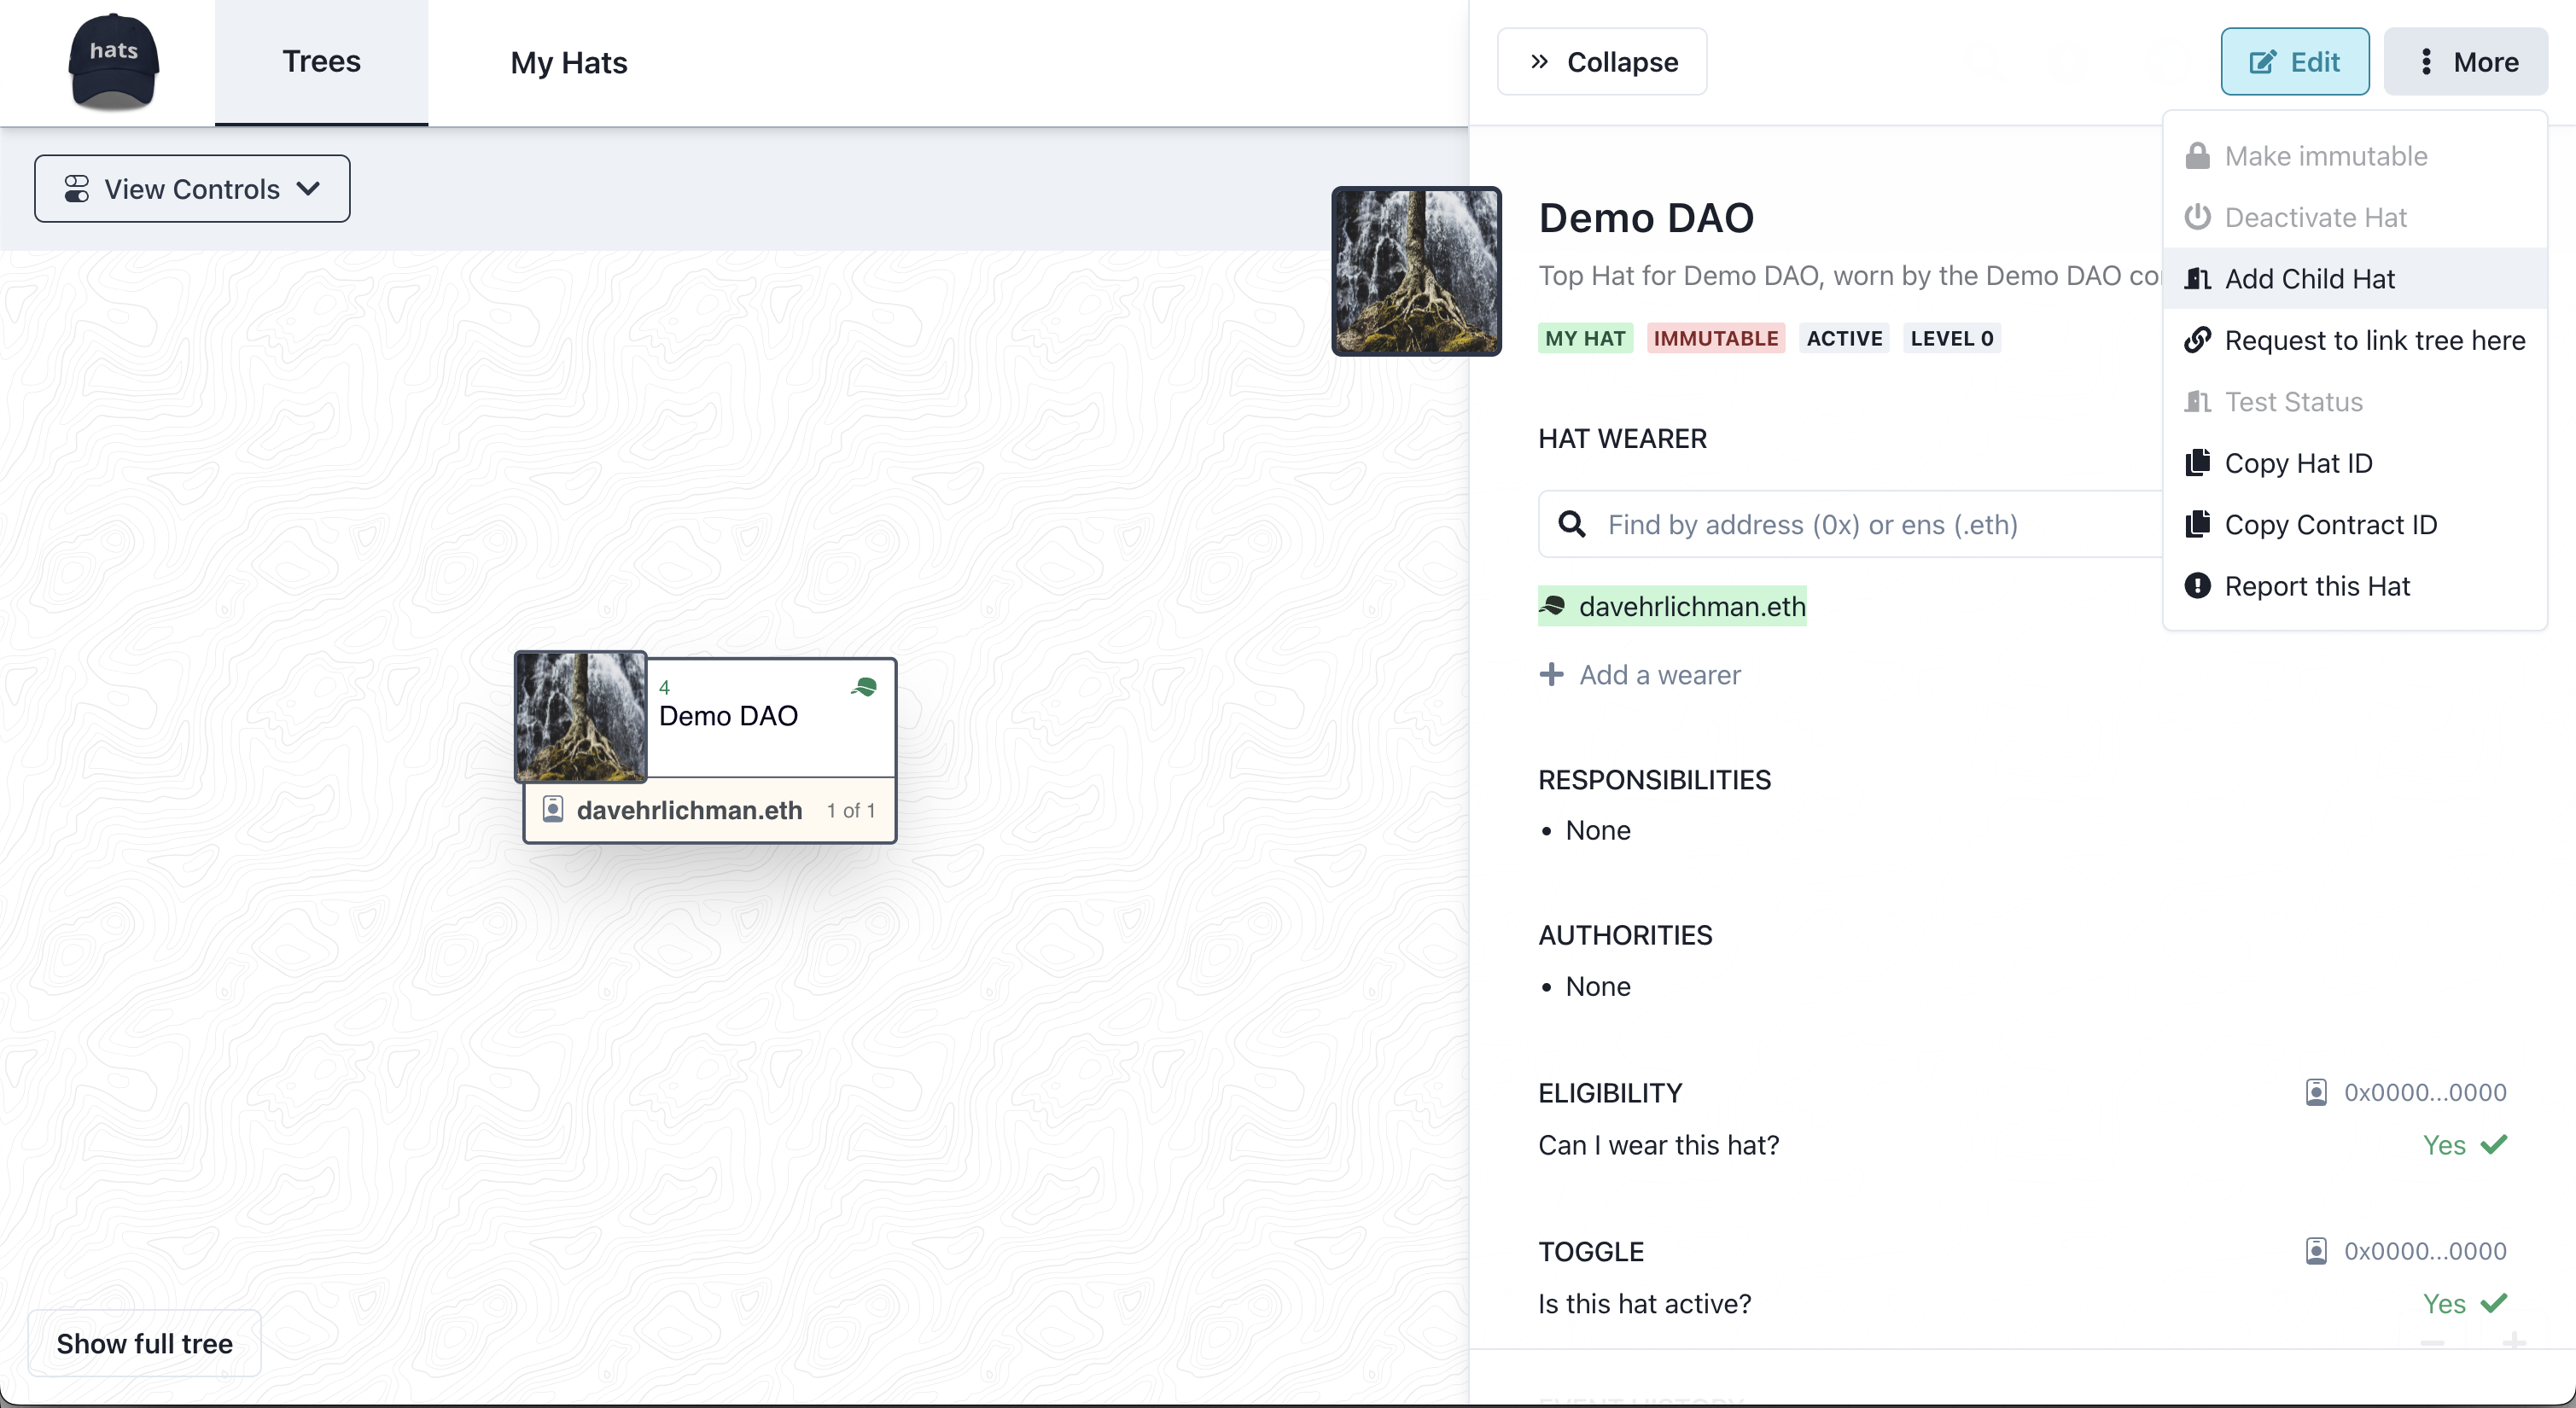 hats
Trees
My Hats
Collapse
Edit
More
View Controls
Make immutable
Deactivate Hat
Add Child Hat
Request to link tree here
Test Status
Copy Hat ID
Copy Contract ID
Report this Hat
Demo DAO
Top Hat for Demo DAO, worn by the Demo DAO
MY HAT IMMUTABLE ACTIVE LEVEL 0
HAT WEARER
Find by address (0x) or ens (.eth)
davehrlichman.eth
Add a wearer
4
Demo DAO
davehrlichman.eth 1 of 1
RESPONSIBILITIES
• None
AUTHORITIES
• None
ELIGIBILITY 0x0000...0000
Can I wear this hat? Yes
TOGGLE 0x0000...0000
Is this hat active? Yes
Show full tree
EVENT HISTORY